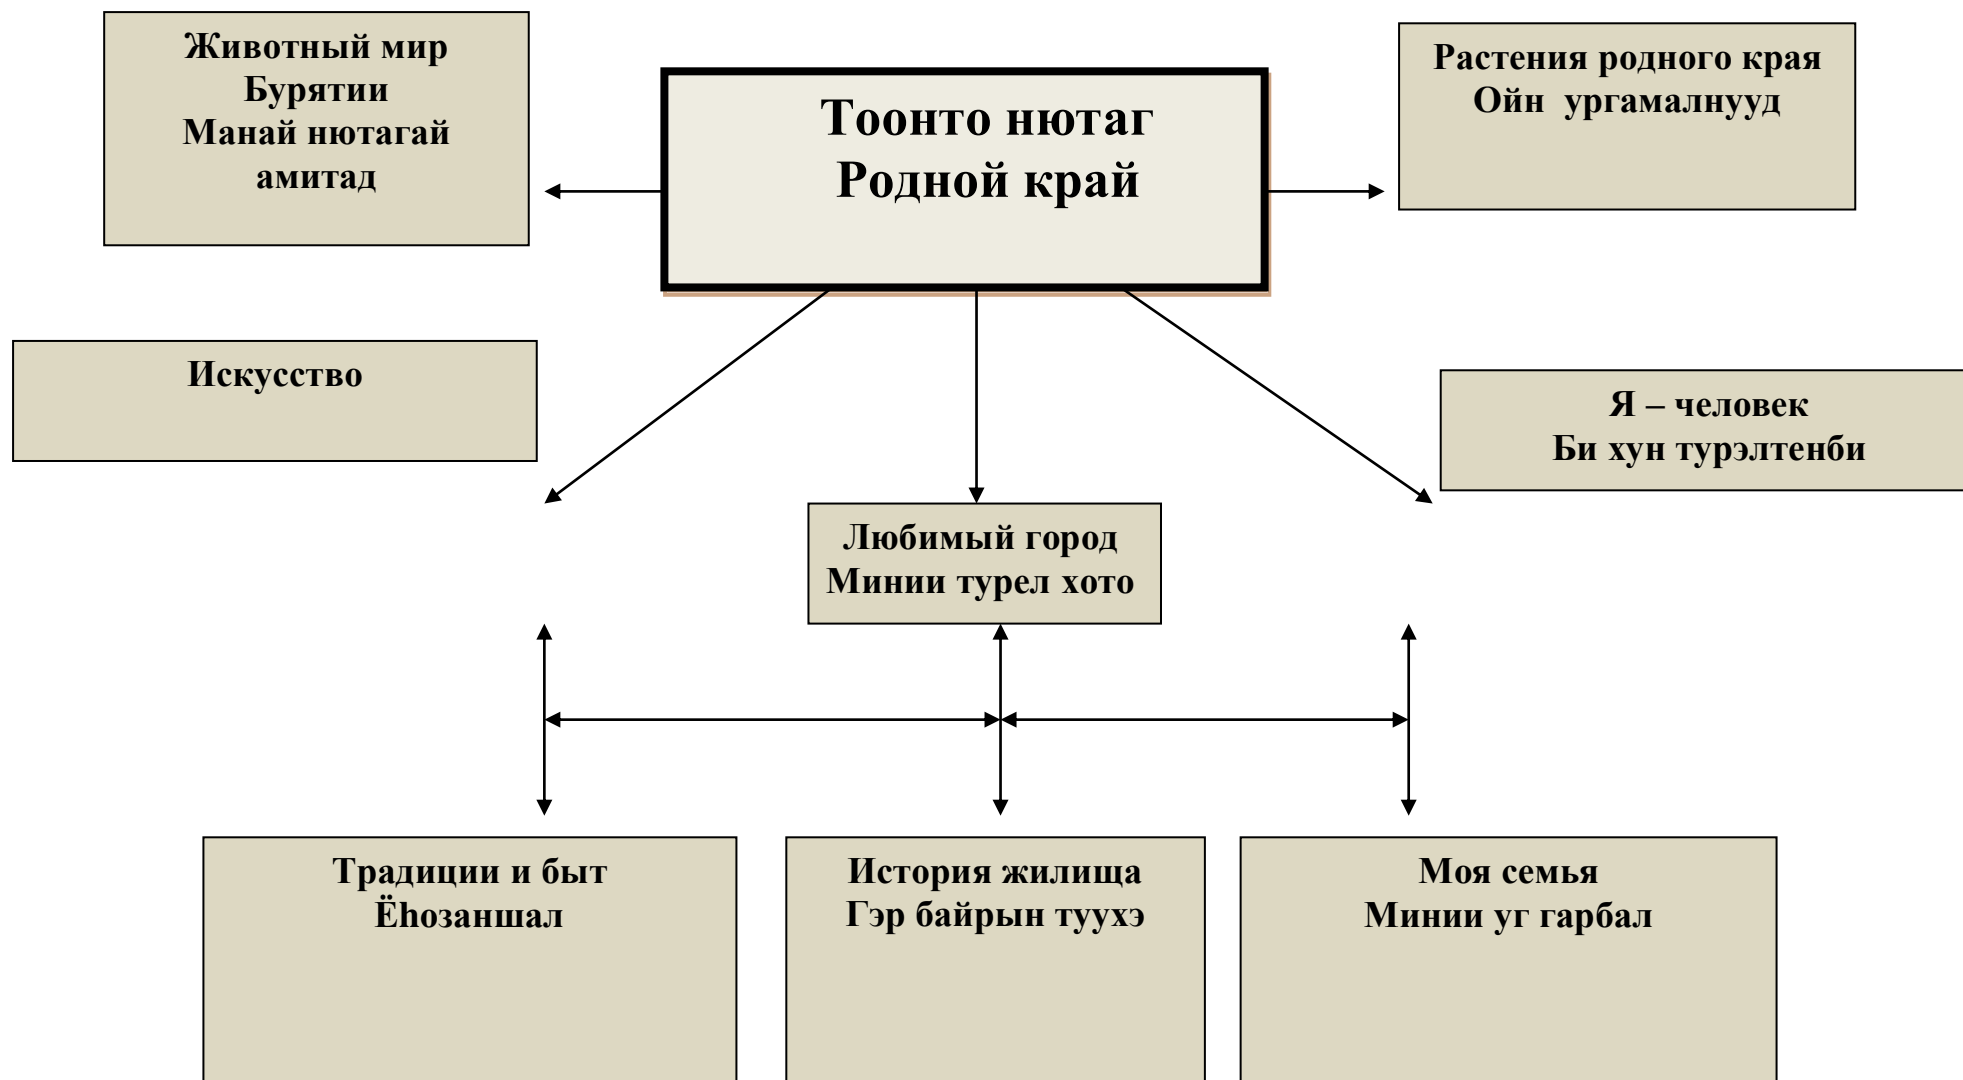 Животный мир
Бурятии
Манай нютагай
амитад
Тоонто нютаг
Родной край
Растения родного края
Ойн ургамалнууд
Искусство
Я – человек
Би хун турэлтенби
Любимый город
Минии турел хото
Традиции и быт
Ёhозаншал
История жилища
Гэр байрын туухэ
Моя семья
Минии уг гарбал